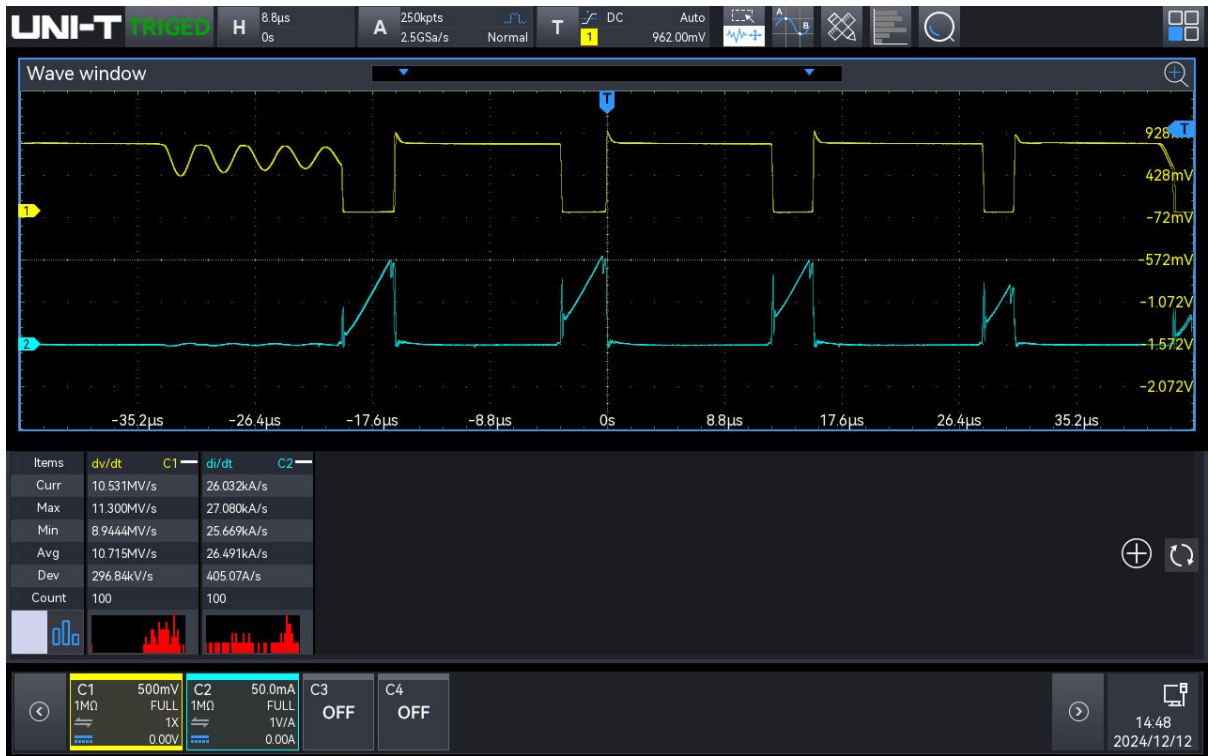 UNI-T TRIGED H 8.8µs A 250kpts T DC Auto
0s 2.5GSa/s Normal 1 962.00mV
A B
Wave window
T
T
928
428mV
1
-72mV
-572mV
-1.072V
2
-1.572V
-2.072V
-35.2µs -26.4µs -17.6µs -8.8µs 0s 8.8µs 17.6µs 26.4µs 35.2µs
Items dv/dt C1 di/dt C2
Curr 10.531MV/s 26.032kA/s
Max 11.300MV/s 27.080kA/s
Min 8.9444MV/s 25.669kA/s
Avg 10.715MV/s 26.491kA/s
Dev 296.84kV/s 405.07A/s
Count 100 100
C1 500mV C2 50.0mA C3 C4
1MΩ FULL 1MΩ FULL OFF OFF
1X 1V/A
0.00V 0.00A
14:48
2024/12/12